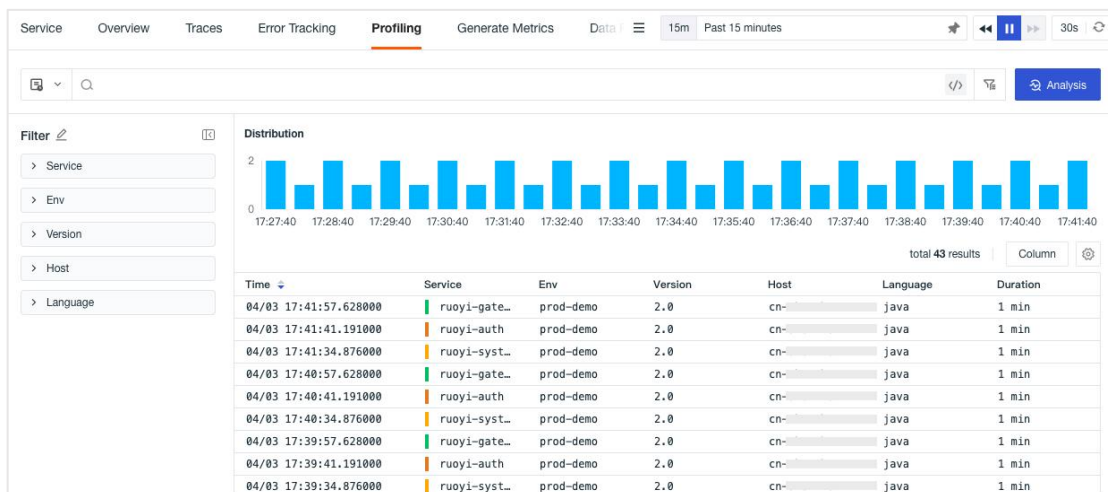 Service Overview Traces Error Tracking Profiling Generate Metrics Data 15m Past 15 minutes 30s
</> Analysis
Filter
Service
Env
Version
Host
Language
Distribution
2
0
17:27:40 17:28:40 17:29:40 17:30:40 17:31:40 17:32:40 17:33:40 17:34:40 17:35:40 17:36:40 17:37:40 17:38:40 17:39:40 17:40:40 17:41:40
total 43 results Column
Time Service Env Version Host Language Duration
04/03 17:41:57.628000 ruoyi-gate… prod-demo 2.0 cn- java 1 min
04/03 17:41:41.191000 ruoyi-auth prod-demo 2.0 cn- java 1 min
04/03 17:41:34.876000 ruoyi-syst… prod-demo 2.0 cn- java 1 min
04/03 17:40:57.628000 ruoyi-gate… prod-demo 2.0 cn- java 1 min
04/03 17:40:41.191000 ruoyi-auth prod-demo 2.0 cn- java 1 min
04/03 17:40:34.876000 ruoyi-syst… prod-demo 2.0 cn- java 1 min
04/03 17:39:57.628000 ruoyi-gate… prod-demo 2.0 cn- java 1 min
04/03 17:39:41.191000 ruoyi-auth prod-demo 2.0 cn- java 1 min
04/03 17:39:34.876000 ruoyi-syst… prod-demo 2.0 cn- java 1 min